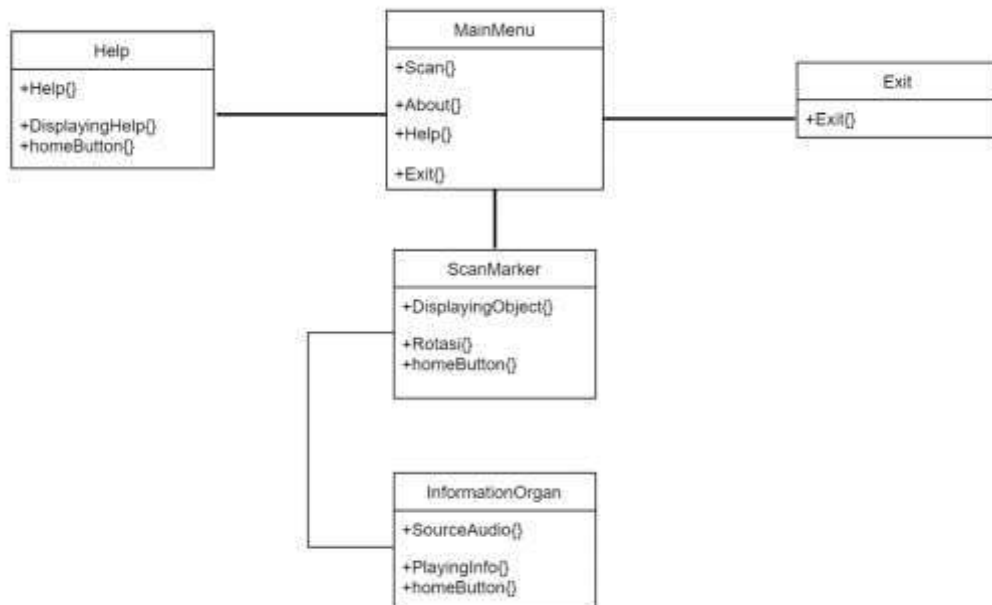 Help
+Help{}
+DisplayingHelp{}
+homeButton{}
MainMenu
+Scan{}
+About{}
+Help{}
+Exit{}
Exit
+Exit{}
ScanMarker
+DisplayingObject{}
+Rotasi{}
+homeButton{}
InformationOrgan
+SourceAudio{}
+PlayingInfo{}
+homeButton{}